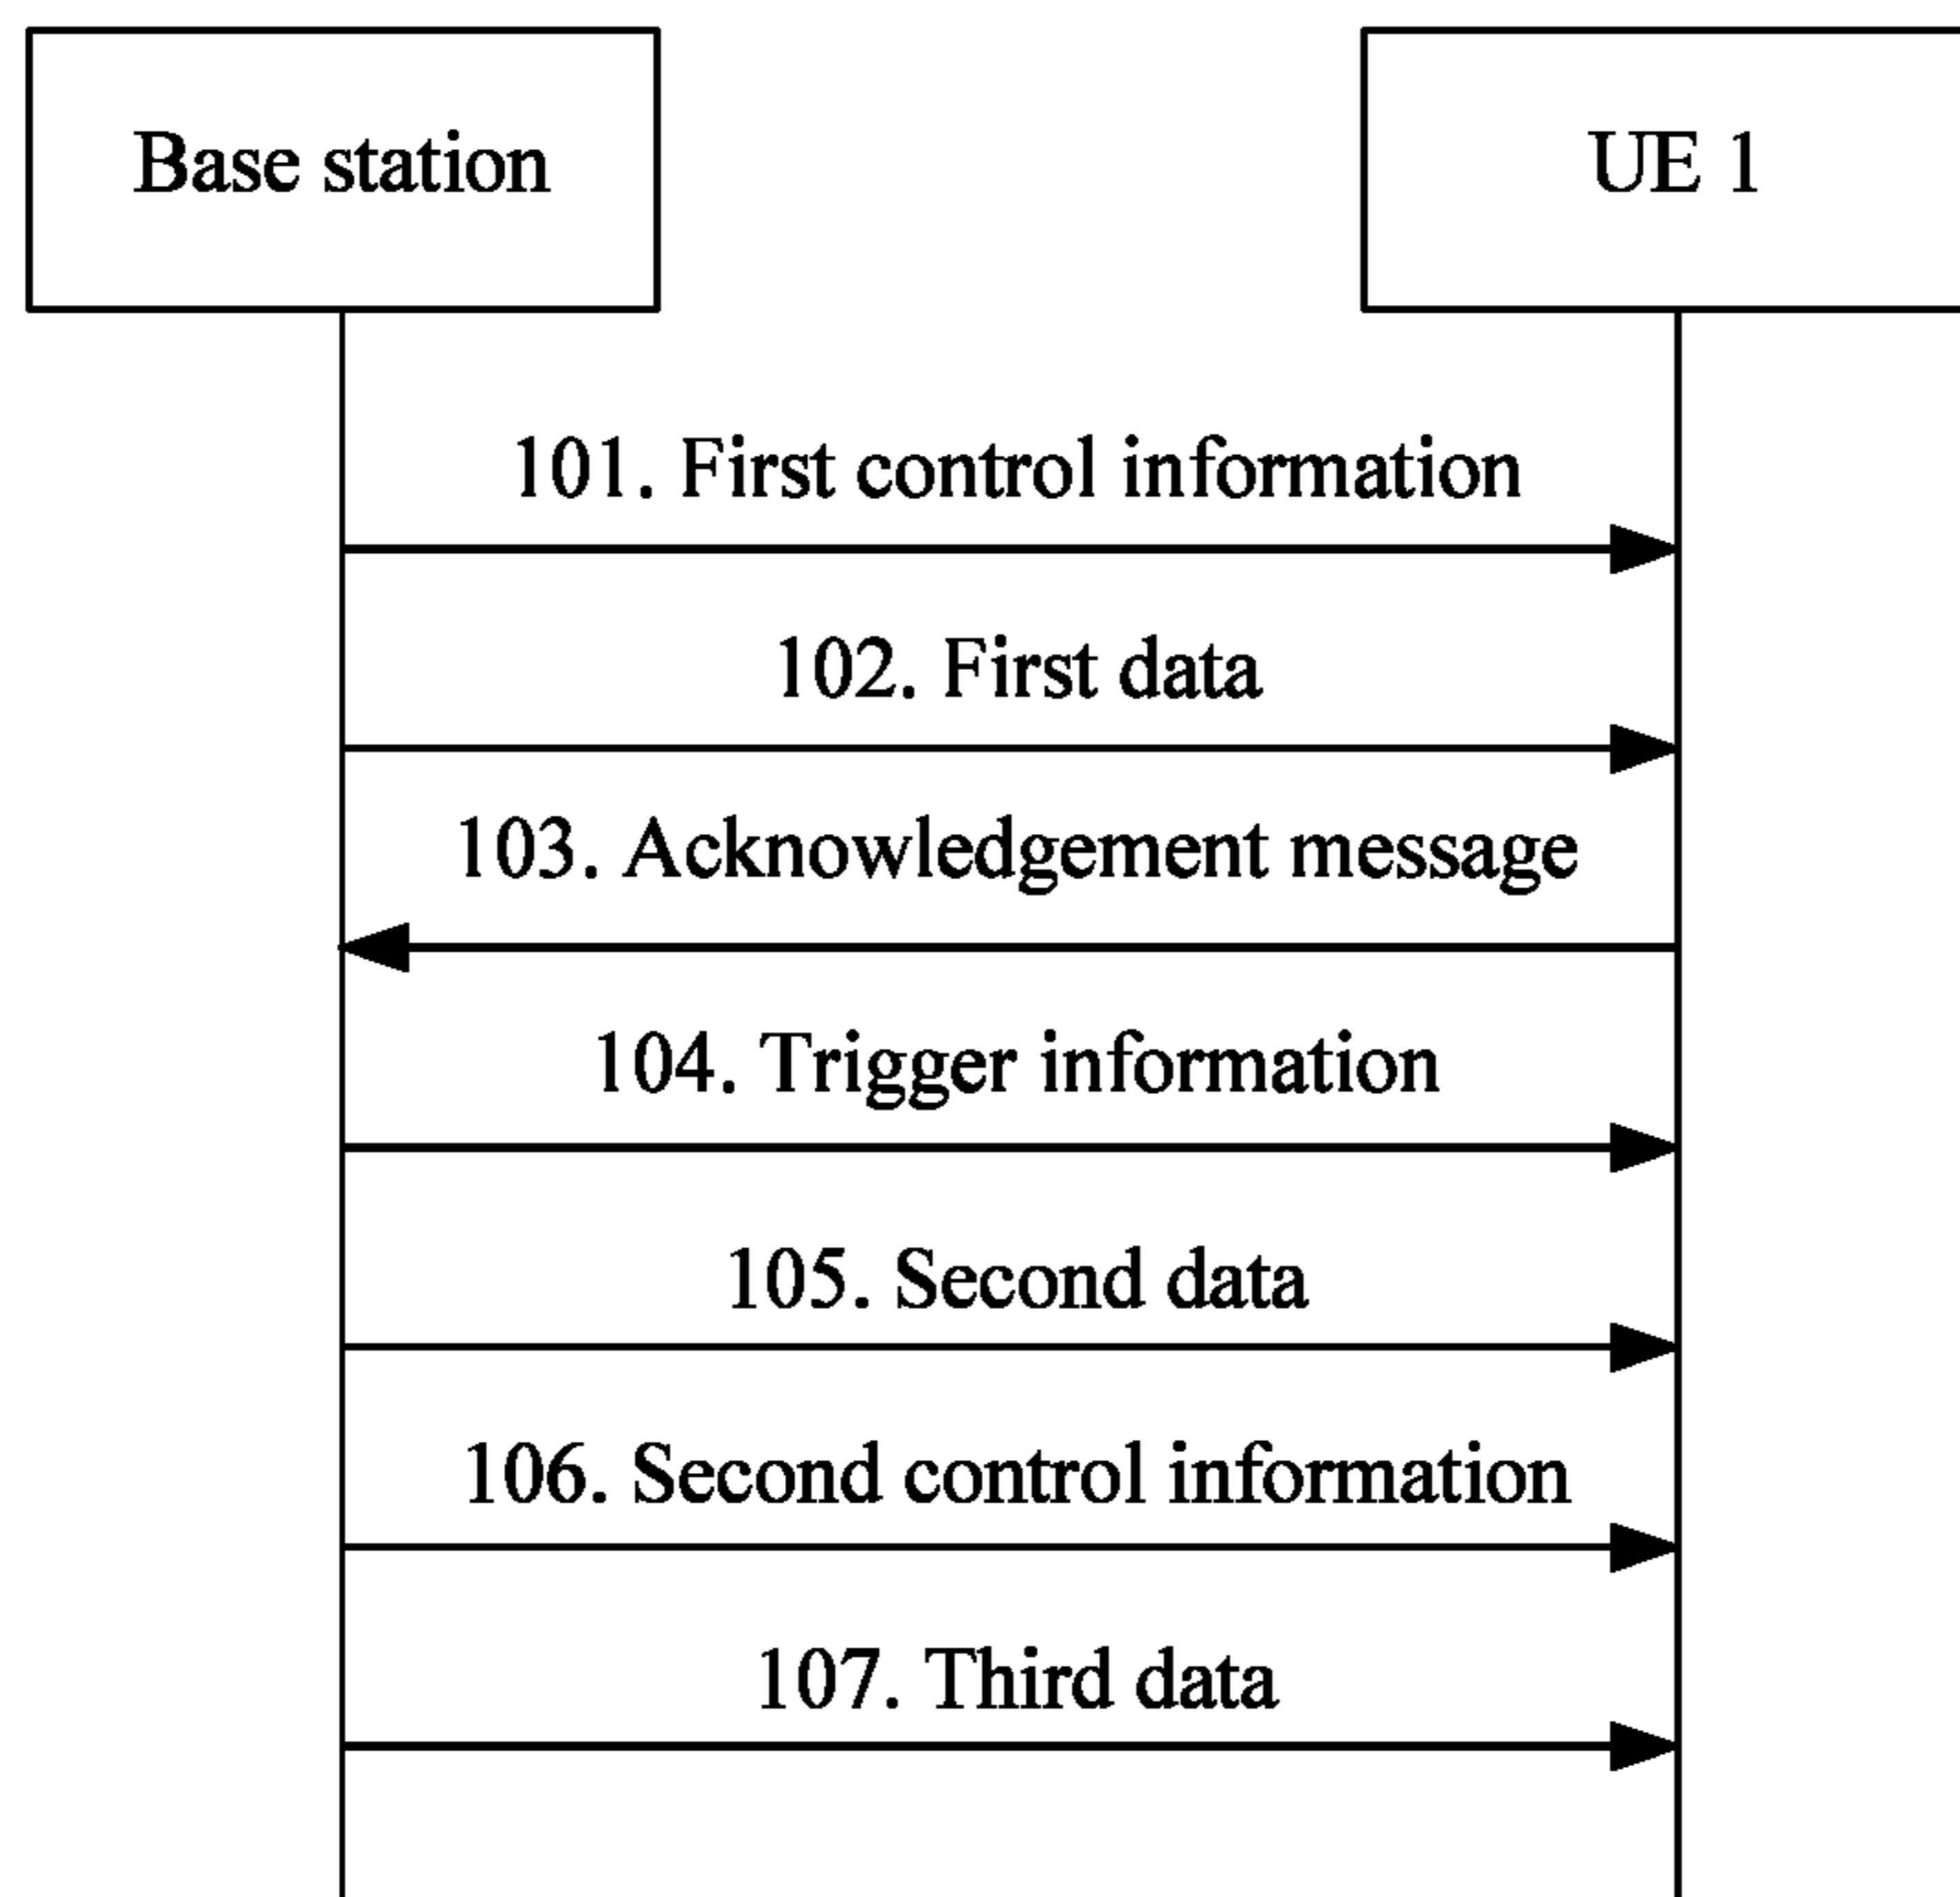 Base station
UE 1
101. First control information
102. First data
103. Acknowledgement message
104. Trigger information
105. Second data
106. Second control information
107. Third data